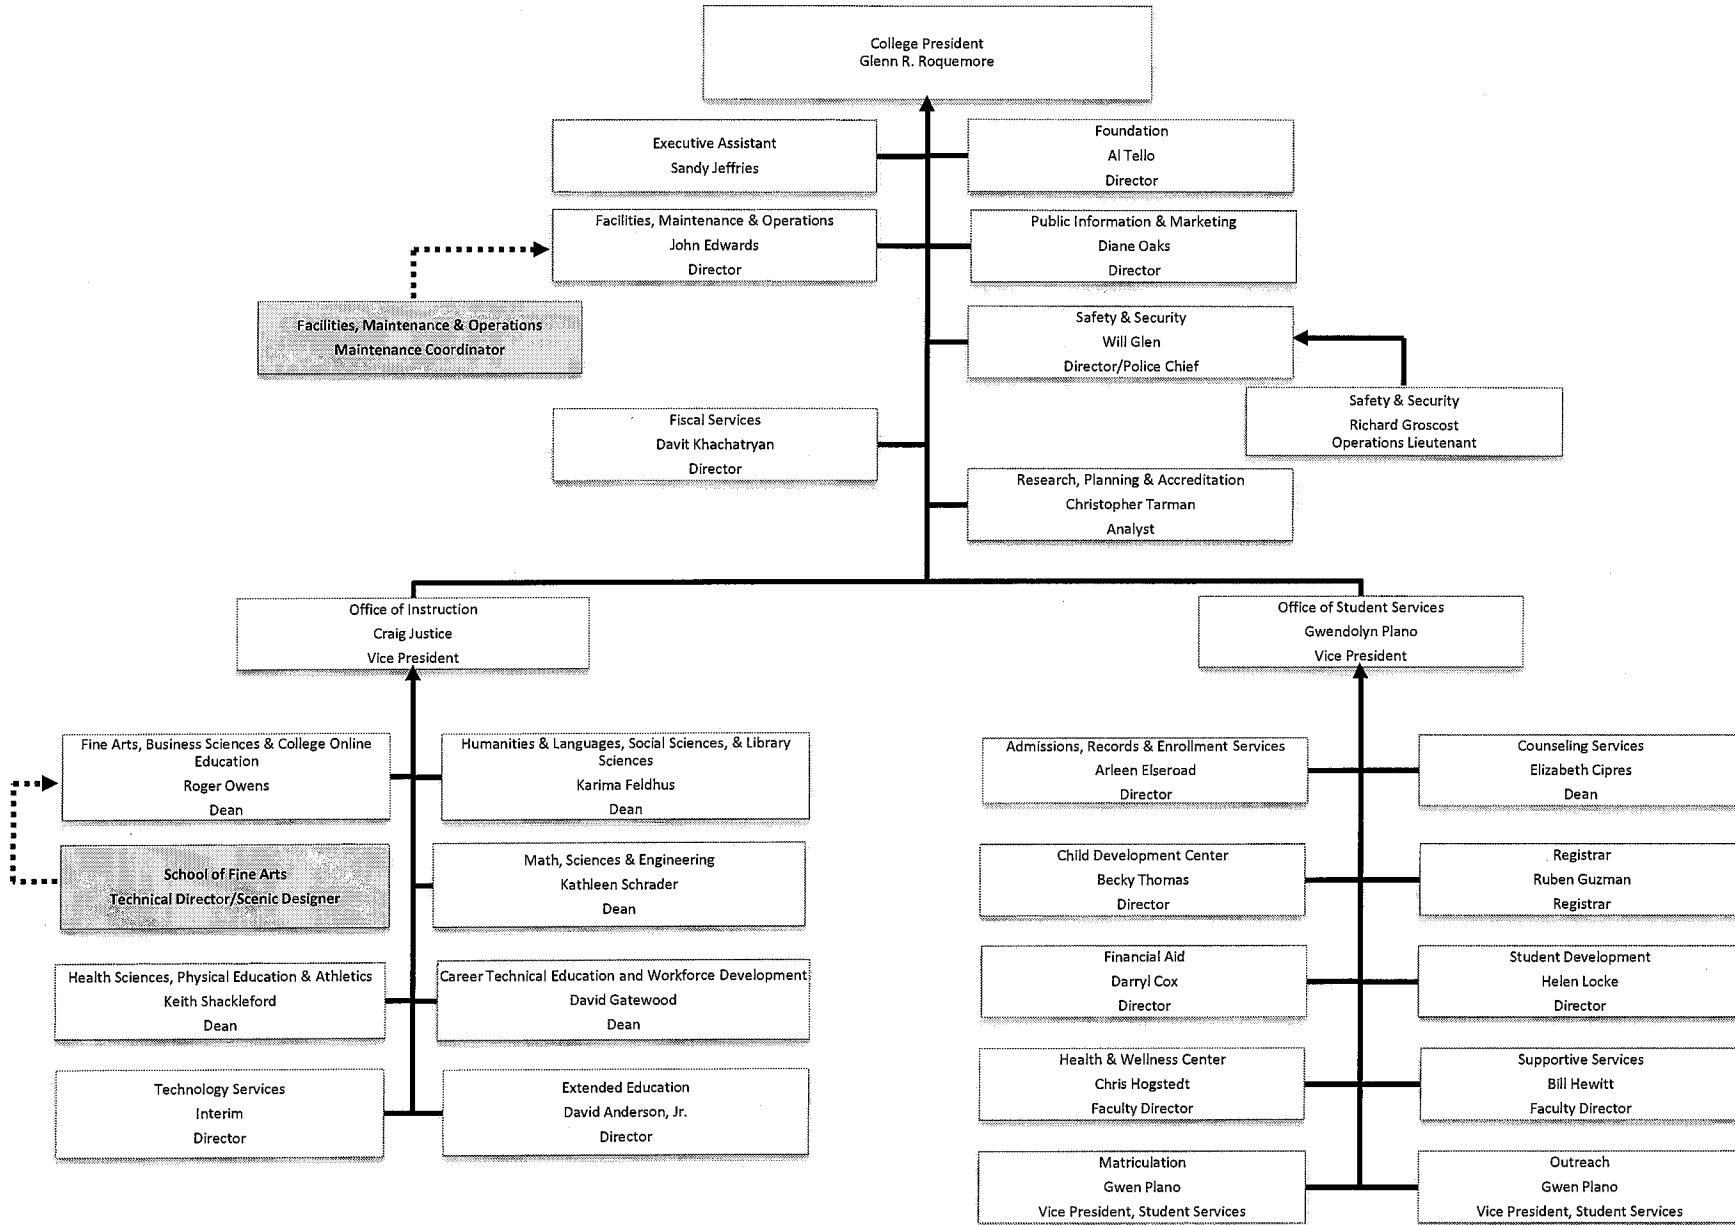 College President
Glenn R. Roquemore
Executive Assistant
Sandy Jeffries
Foundation
Al Tello
Director
Facilities, Maintenance & Operations
John Edwards
Director
Public Information & Marketing
Diane Oaks
Director
Facilities, Maintenance & Operations
Maintenance Coordinator
Safety & Security
Will Glen
Director/Police Chief
Safety & Security
Richard Groscost
Operations Lieutenant
Fiscal Services
Davit Khachatryan
Director
Research, Planning & Accreditation
Christopher Tarman
Analyst
Office of Instruction
Craig Justice
Vice President
Office of Student Services
Gwendolyn Plano
Vice President
Fine Arts, Business Sciences & College Online
Education
Roger Owens
Dean
Humanities & Languages, Social Sciences, & Library
Sciences
Karima Feldhus
Dean
School of Fine Arts
Technical Director/Scenic Designer
Math, Sciences & Engineering
Kathleen Schrader
Dean
Health Sciences, Physical Education & Athletics
Keith Shackleford
Dean
Career Technical Education and Workforce Development
David Gatewood
Dean
Technology Services
Interim
Director
Extended Education
David Anderson, Jr.
Director
Admissions, Records & Enrollment Services
Arleen Elseroad
Director
Counseling Services
Elizabeth Cipres
Dean
Child Development Center
Becky Thomas
Director
Registrar
Ruben Guzman
Registrar
Financial Aid
Darryl Cox
Director
Student Development
Helen Locke
Director
Health & Wellness Center
Chris Hogstedt
Faculty Director
Supportive Services
Bill Hewitt
Faculty Director
Matriculation
Gwen Plano
Vice President, Student Services
Outreach
Gwen Plano
Vice President, Student Services